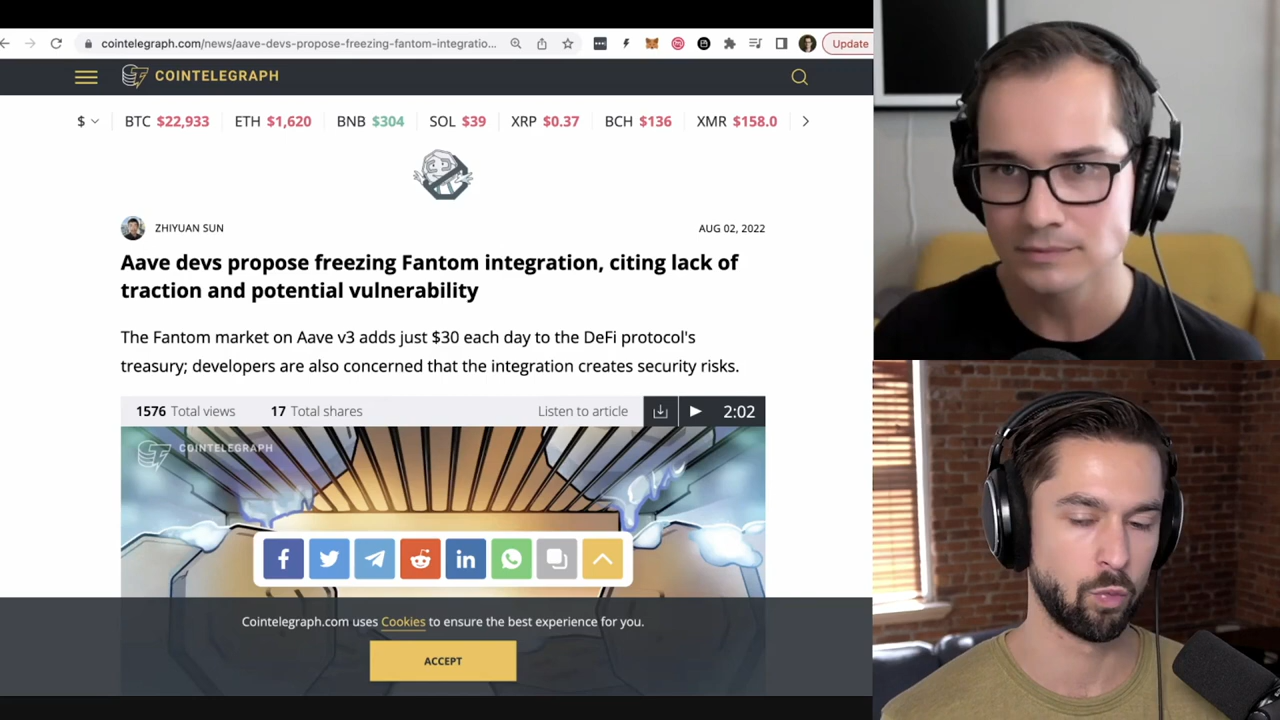 cointelegraph.com/news/aave-devs-propose-freezing-fantom-integratio...
Update
COINTELEGRAPH
$ BTC $22,933 ETH $1,620 BNB $304 SOL $39 XRP $0.37 BCH $136 XMR $158.0
ZHIYUAN SUN AUG 02, 2022
Aave devs propose freezing Fantom integration, citing lack of
traction and potential vulnerability
The Fantom market on Aave v3 adds just $30 each day to the DeFi protocol's
treasury; developers are also concerned that the integration creates security risks.
1576 Total views 17 Total shares Listen to article 2:02
COINTELEGRAPH
Cointelegraph.com uses Cookies to ensure the best experience for you.
ACCEPT